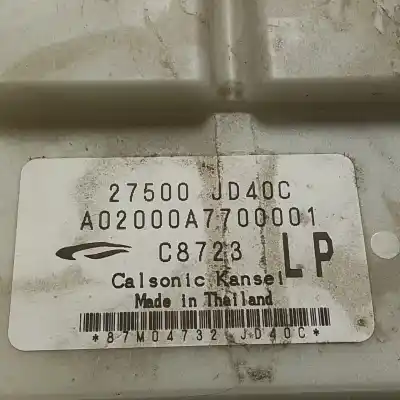 27500 JD40C
A02000A7700001
C8723 LP
Calsonic Kansei
Made in Thailand
*87M04732 JD40C*